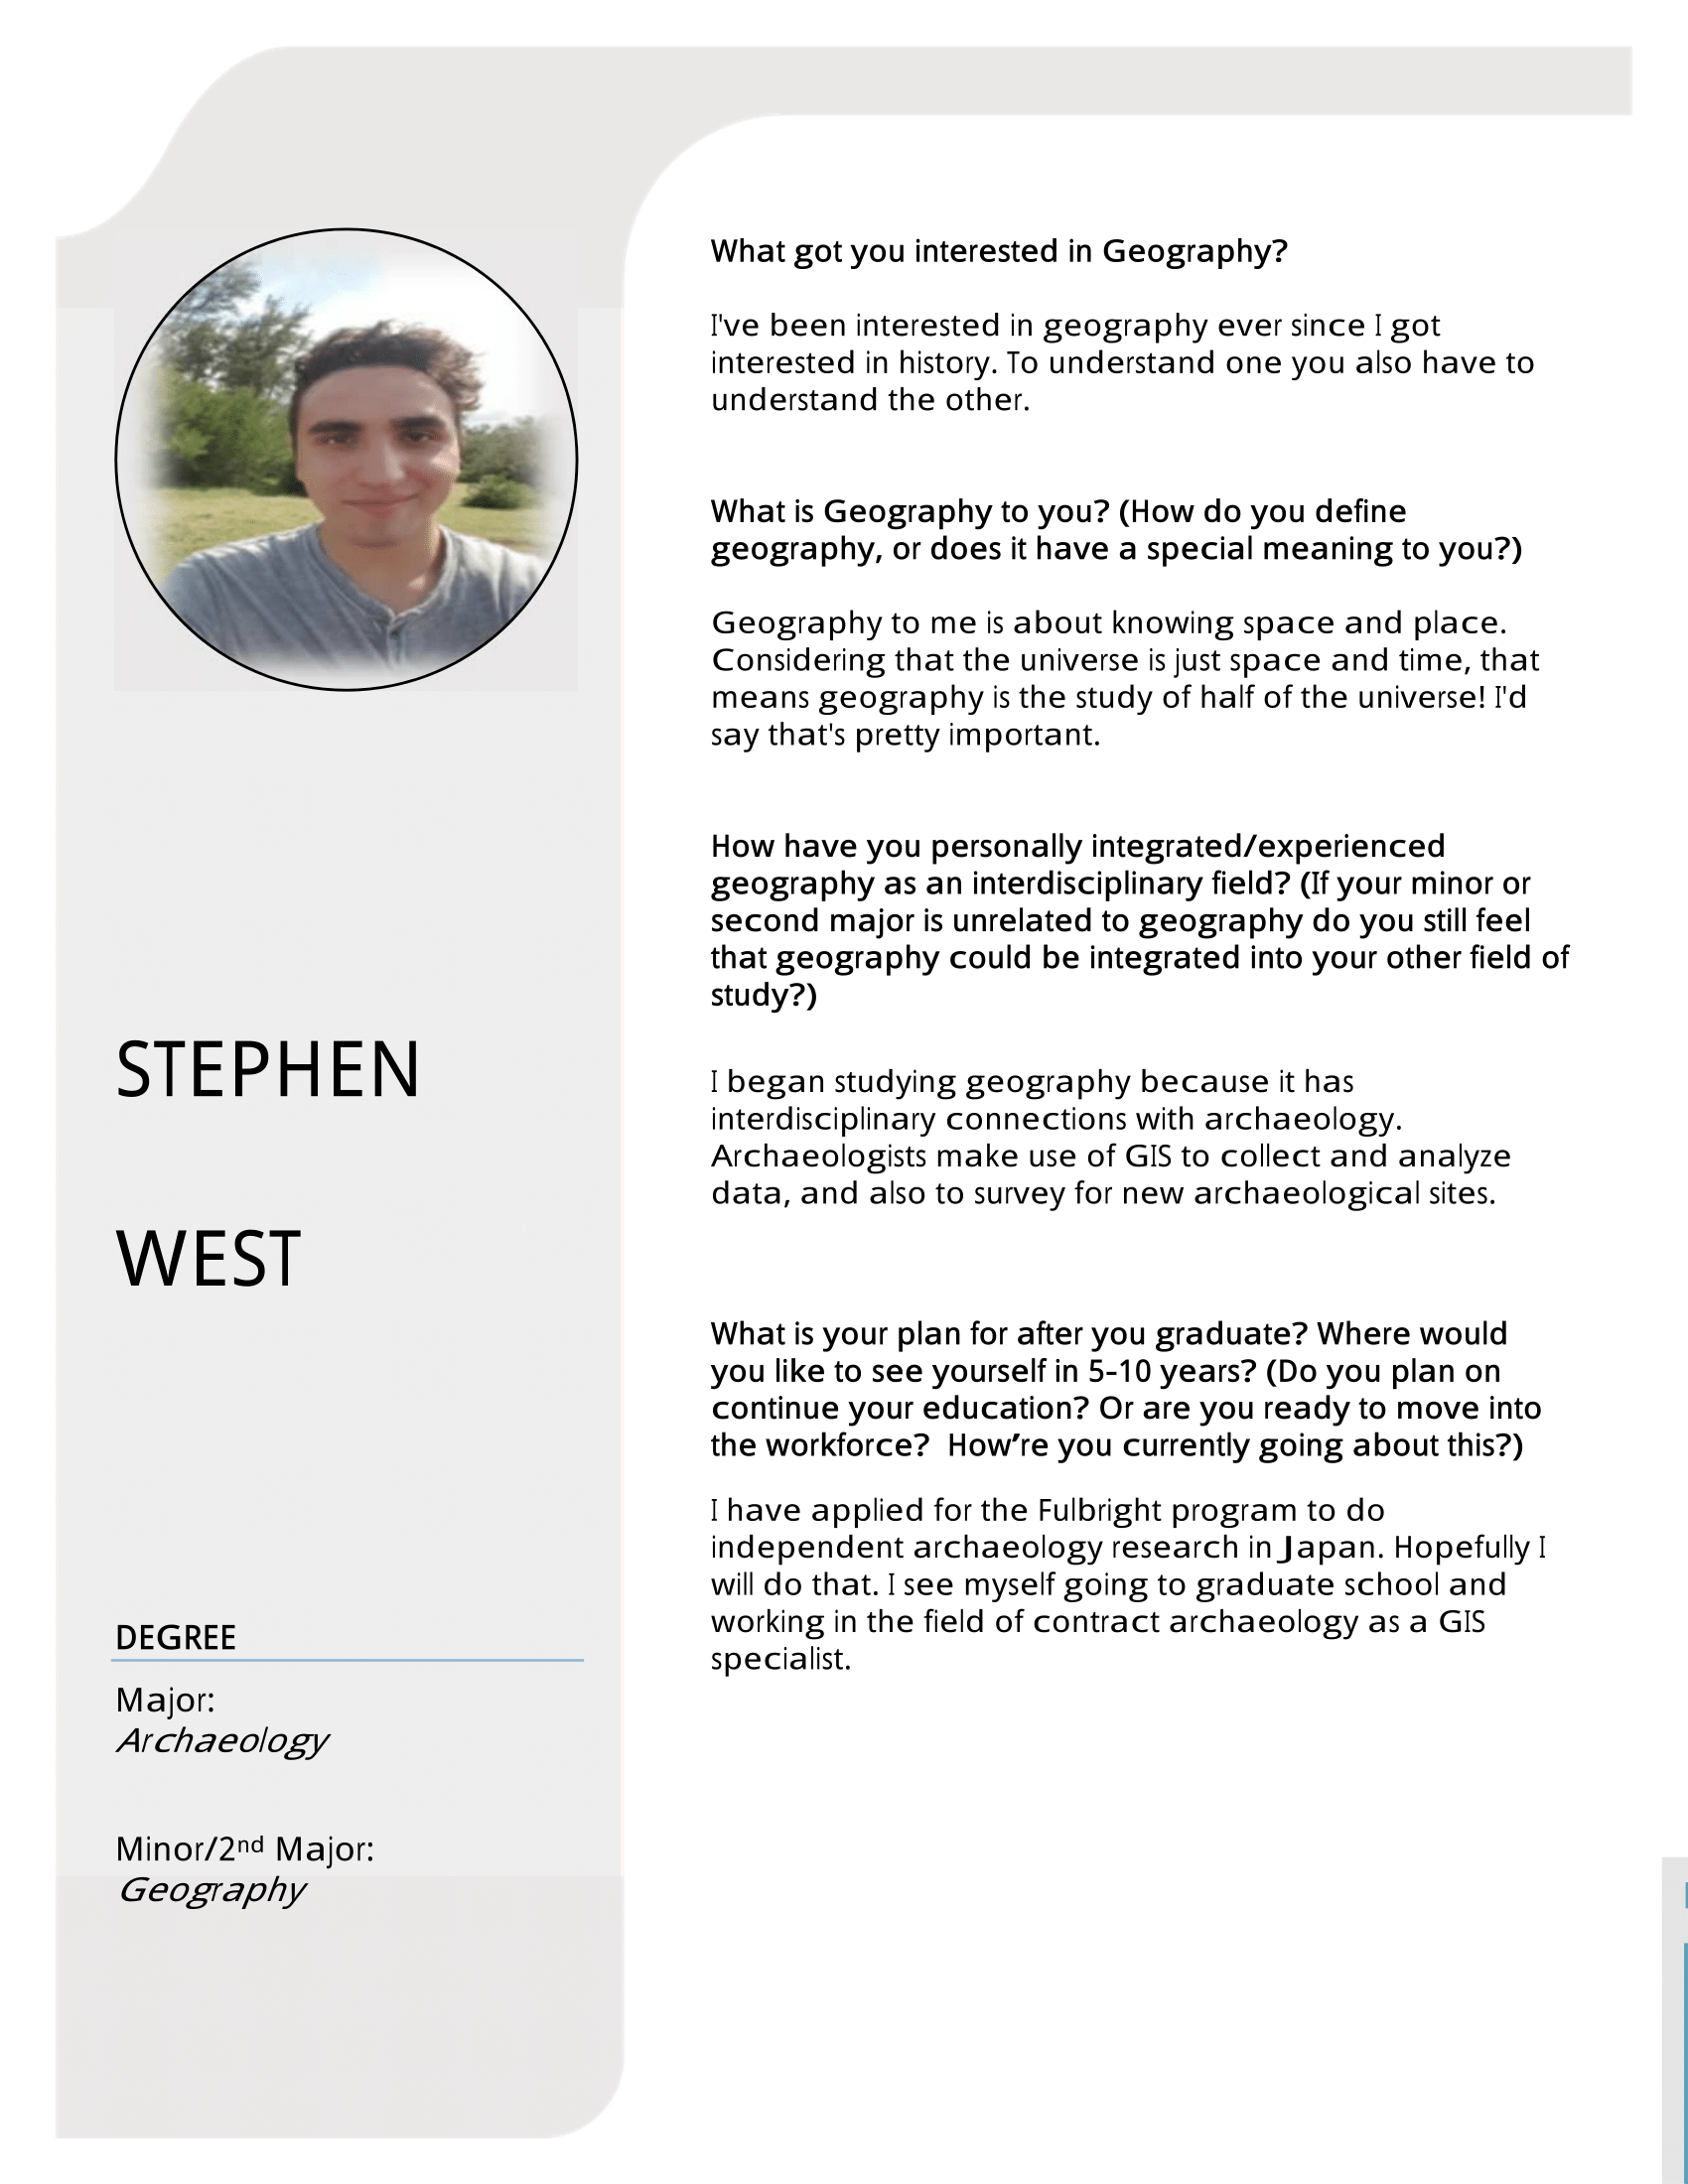 What got you interested in Geography?
I've been interested in geography ever since I got
interested in history. To understand one you also have to
understand the other.
What is Geography to you? (How do you define
geography, or does it have a special meaning to you?)
Geography to me is about knowing space and place.
Considering that the universe is just space and time, that
means geography is the study of half of the universe! I'd
say that's pretty important.
How have you personally integrated/experienced
geography as an interdisciplinary field? (If your minor or
second major is unrelated to geography do you still feel
that geography could be integrated into your other field of
study?)
I began studying geography because it has
interdisciplinary connections with archaeology.
Archaeologists make use of GIS to collect and analyze
data, and also to survey for new archaeological sites.
What is your plan for after you graduate? Where would
you like to see yourself in 5-10 years? (Do you plan on
continue your education? Or are you ready to move into
the workforce?  How’re you currently going about this?)
I have applied for the Fulbright program to do
independent archaeology research in Japan. Hopefully I
will do that. I see myself going to graduate school and
working in the field of contract archaeology as a GIS
specialist.
STEPHEN
WEST
DEGREE
Major:
Archaeology
Minor/2nd Major:
Geography